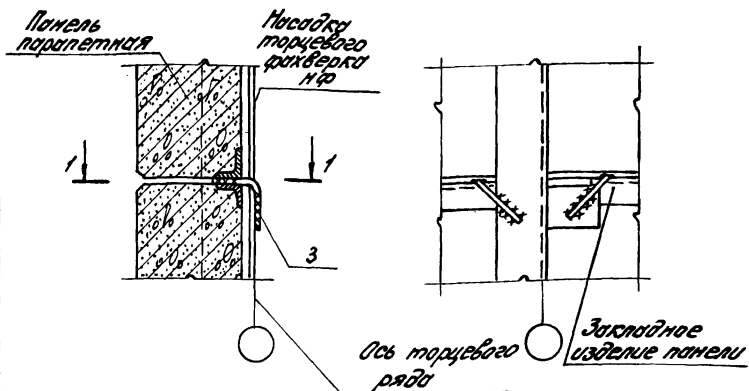 Панель
парапетная
Насадка
торцевого
фахверка
НФ
1
1
3
Ось торцевого
ряда
Закладное
изделие панели